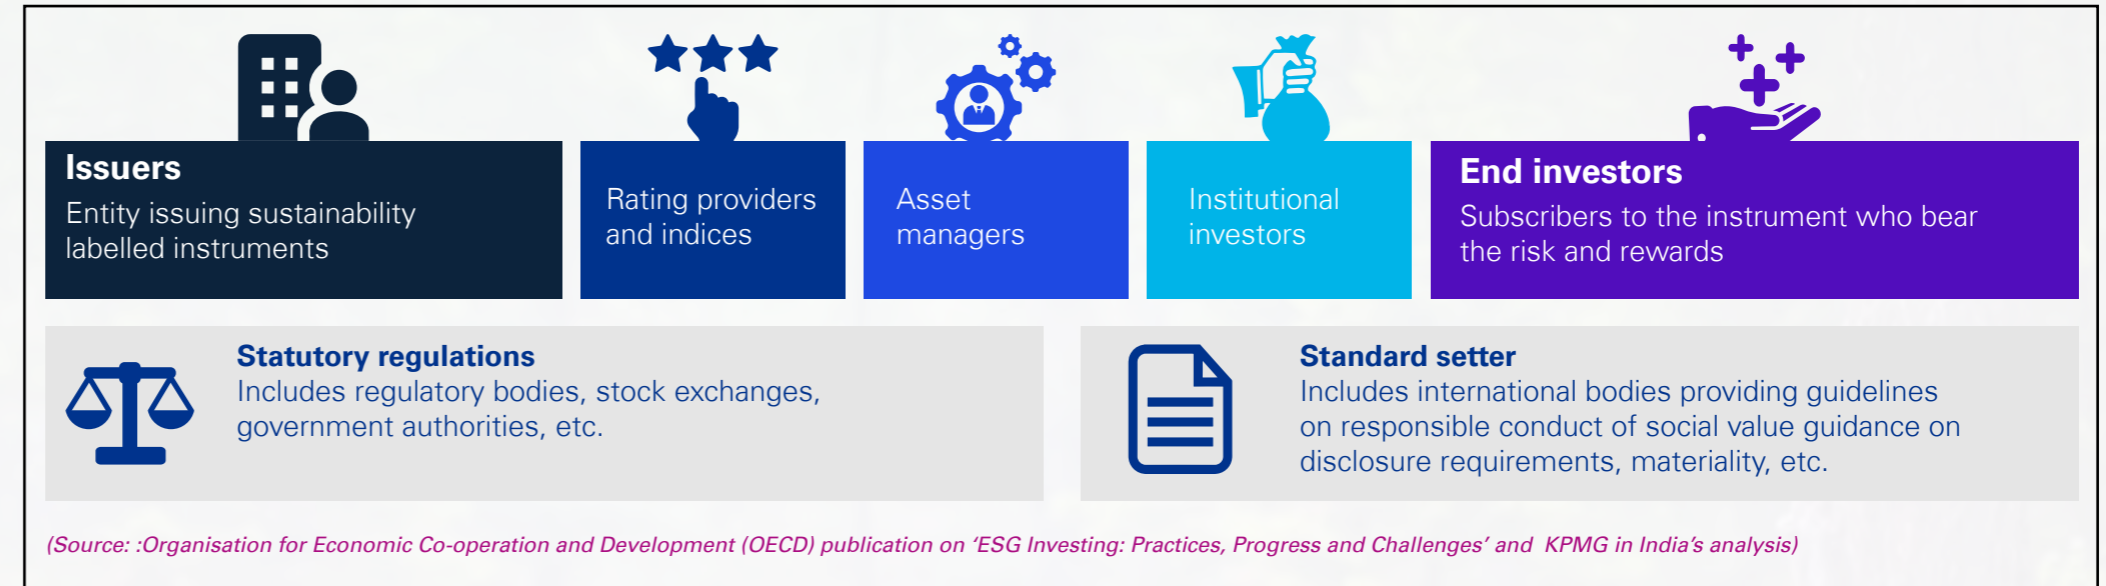 Issuers
Entity issuing sustainability
labelled instruments
Rating providers
and indices
Asset
managers
Institutional
investors
End investors
Subscribers to the instrument who bear
the risk and rewards
Statutory regulations
Includes regulatory bodies, stock exchanges,
government authorities, etc.
Standard setter
Includes international bodies providing guidelines
on responsible conduct of social value guidance on
disclosure requirements, materiality, etc.
(Source: :Organisation for Economic Co-operation and Development (OECD) publication on ‘ESG Investing: Practices, Progress and Challenges’ and KPMG in India’s analysis)